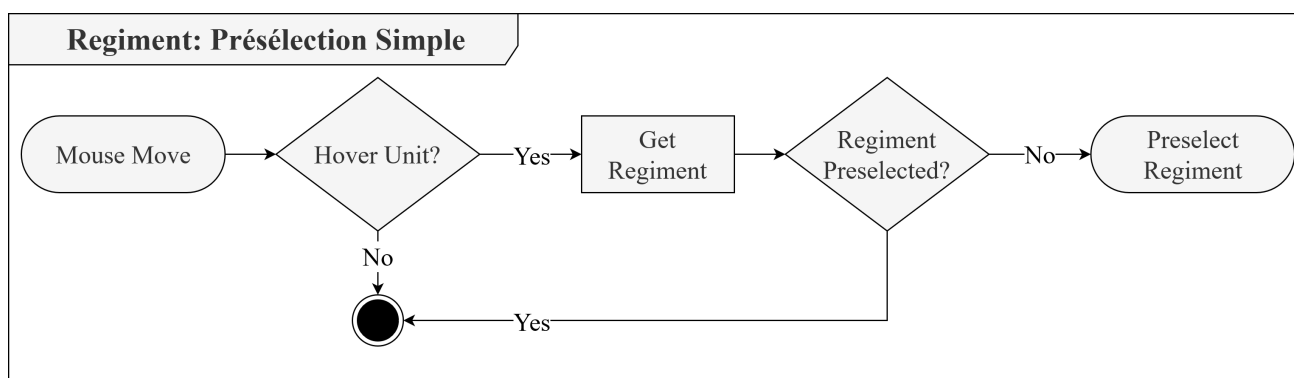 Regiment: Présélection Simple
Mouse Move
Hover Unit?
Yes
Get
Regiment
Regiment
Preselected?
No
Preselect
Regiment
No
Yes